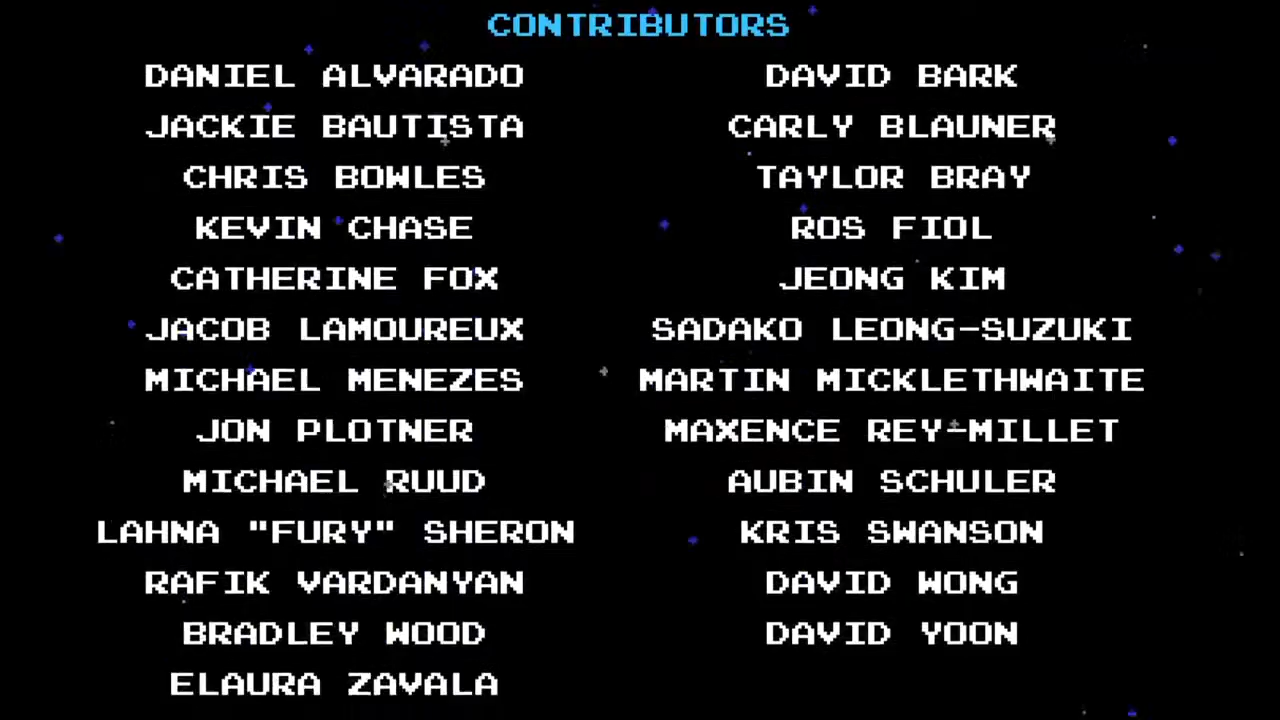 CONTRIBUTORS
DANIEL ALVARADO DAVID BARK
JACKIE BAUTISTA CARLY BLAUNER
CHRIS BOWLES TAYLOR BRAY
KEVIN CHASE ROS FIOL
CATHERINE FOX JEONG KIM
JACOB LAMOUREUX SADAKO LEONG-SUZUKI
MICHAEL MENEZES MARTIN MICKLETHWAITE
JON PLOTNER MAXENCE REY-MILLET
MICHAEL RUUD AUBIN SCHULER
LAHNA "FURY" SHERON KRIS SWANSON
RAFIK VARDANYAN DAVID WONG
BRADLEY WOOD DAVID YOON
ELAURA ZAVALA